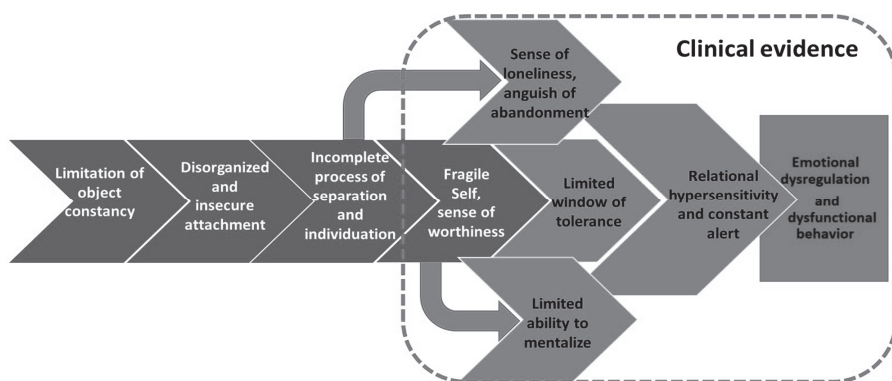 Clinical evidence
Sense of
loneliness,
anguish of
abandonment
Limitation of
object
constancy
Disorganized
and
insecure
attachment
Incomplete
process of
separation
and
individuation
Fragile
Self,
sense of
worthiness
Limited
window of
tolerance
Limited
ability to
mentalize
Relational
hypersensitivity
and constant
alert
Emotional
dysregulation
and
dysfunctional
behavior